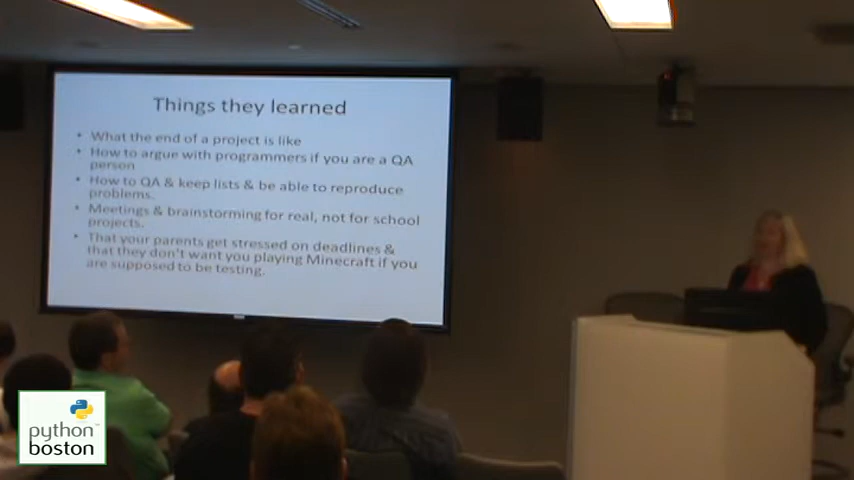 Things they learned
• What the end of a project is like
• How to argue with programmers if you are a QA
person
• How to QA & keep lists & be able to reproduce
problems.
• Meetings & brainstorming for real, not for school
projects.
• That your parents get stressed on deadlines &
that they don't want you playing Minecraft if you
are supposed to be testing.
python™
boston